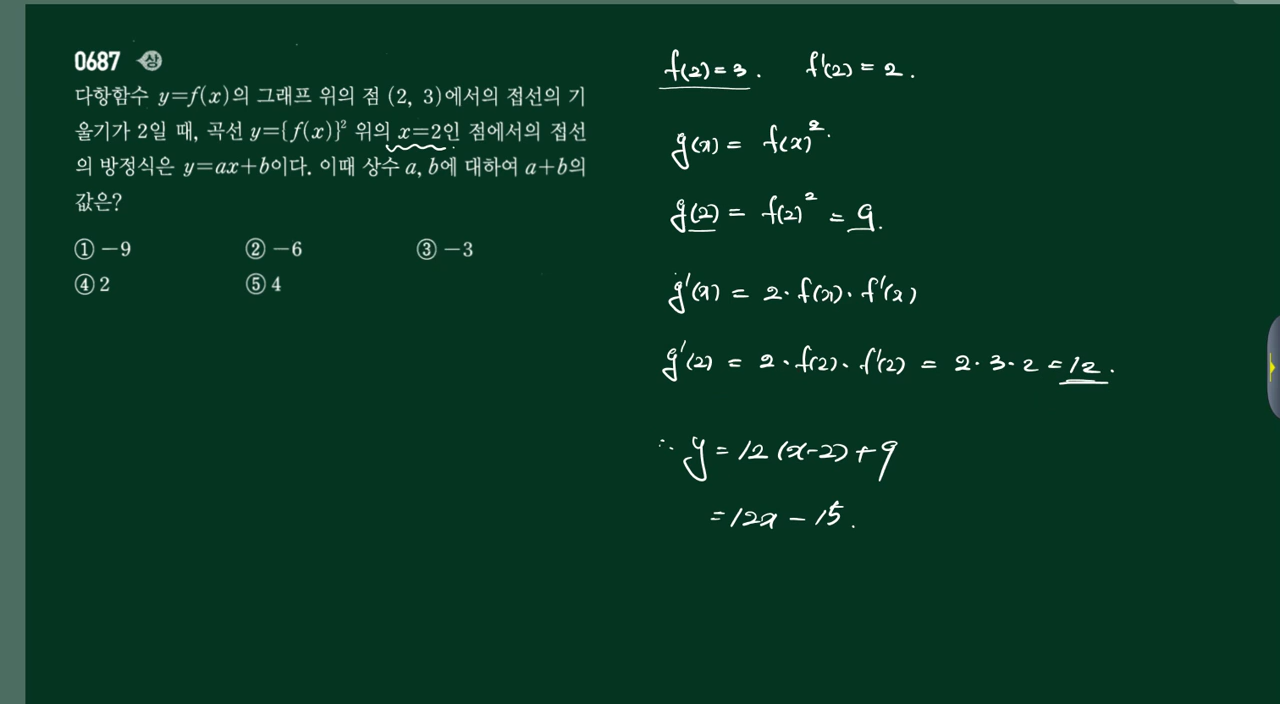 0687 상
다항함수 y=f(x)의 그래프 위의 점 (2, 3)에서의 접선의 기
울기가 2일 때, 곡선 y={f(x)}² 위의 x=2인 점에서의 접선
의 방정식은 y=ax+b이다. 이때 상수 a, b에 대하여 a+b의
값은?
① -9 ② -6 ③ -3
④ 2 ⑤ 4
f(2)=3. f'(2)=2.
g(x)= f(x)².
g(2)= f(2)² = 9.
g'(x) = 2·f(x)·f'(x)
g'(2) = 2·f(2)·f'(2) = 2·3·2 =12.
∴ y=12(x-2)+9
=12x-15.